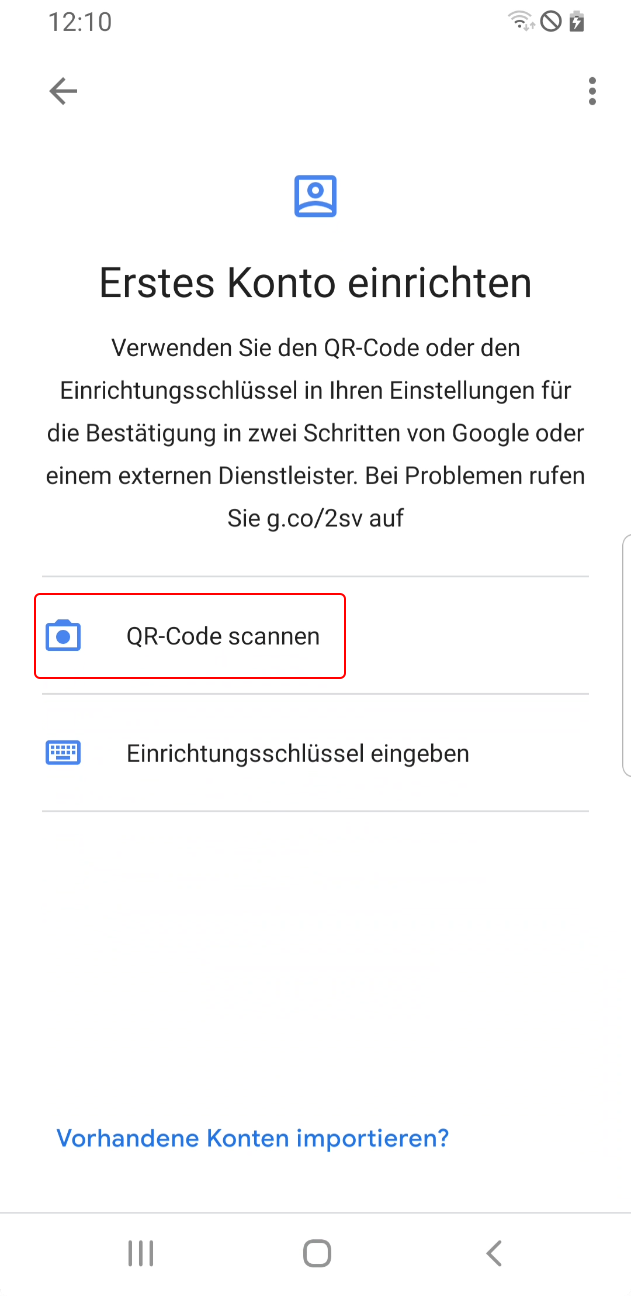 12:10
Erstes Konto einrichten
Verwenden Sie den QR-Code oder den
Einrichtungsschlüssel in Ihren Einstellungen für
die Bestätigung in zwei Schritten von Google oder
einem externen Dienstleister. Bei Problemen rufen
Sie g.co/2sv auf
QR-Code scannen
Einrichtungsschlüssel eingeben
Vorhandene Konten importieren?